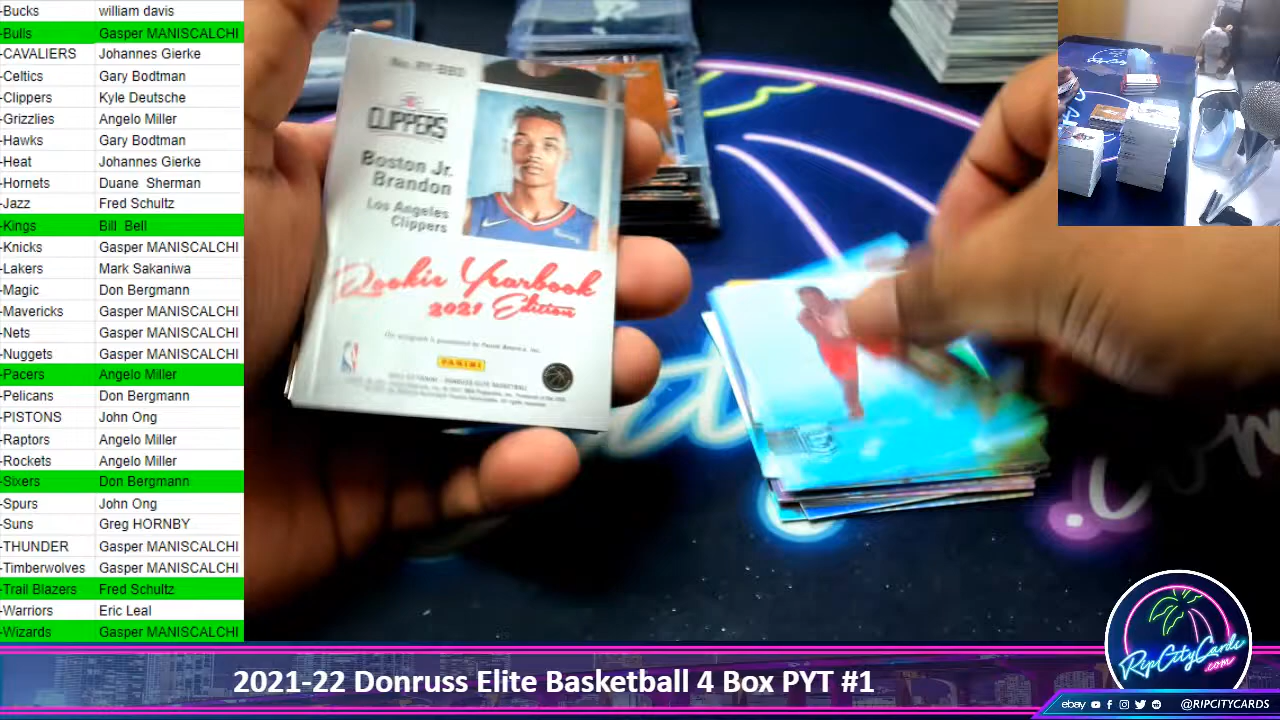 -Bucks william davis
-Bulls Gasper MANISCALCHI
-CAVALIERS Johannes Gierke
-Celtics Gary Bodtman
-Clippers Kyle Deutsche
-Grizzlies Angelo Miller
-Hawks Gary Bodtman
-Heat Johannes Gierke
-Hornets Duane Sherman
-Jazz Fred Schultz
-Kings Bill Bell
-Knicks Gasper MANISCALCHI
-Lakers Mark Sakaniwa
-Magic Don Bergmann
-Mavericks Gasper MANISCALCHI
-Nets Gasper MANISCALCHI
-Nuggets Gasper MANISCALCHI
-Pacers Angelo Miller
-Pelicans Don Bergmann
-PISTONS John Ong
-Raptors Angelo Miller
-Rockets Angelo Miller
-Sixers Don Bergmann
-Spurs John Ong
-Suns Greg HORNBY
-THUNDER Gasper MANISCALCHI
-Timberwolves Gasper MANISCALCHI
-Trail Blazers Fred Schultz
-Warriors Eric Leal
-Wizards Gasper MANISCALCHI
No. RY-BBO
CLIPPERS
Boston Jr.
Brandon
Los Angeles
Clippers
Rookie Yearbook
2021 Edition
PANINI
2021-22 Donruss Elite Basketball 4 Box PYT #1
RipCityCards
.com
ebay @RIPCITYCARDS